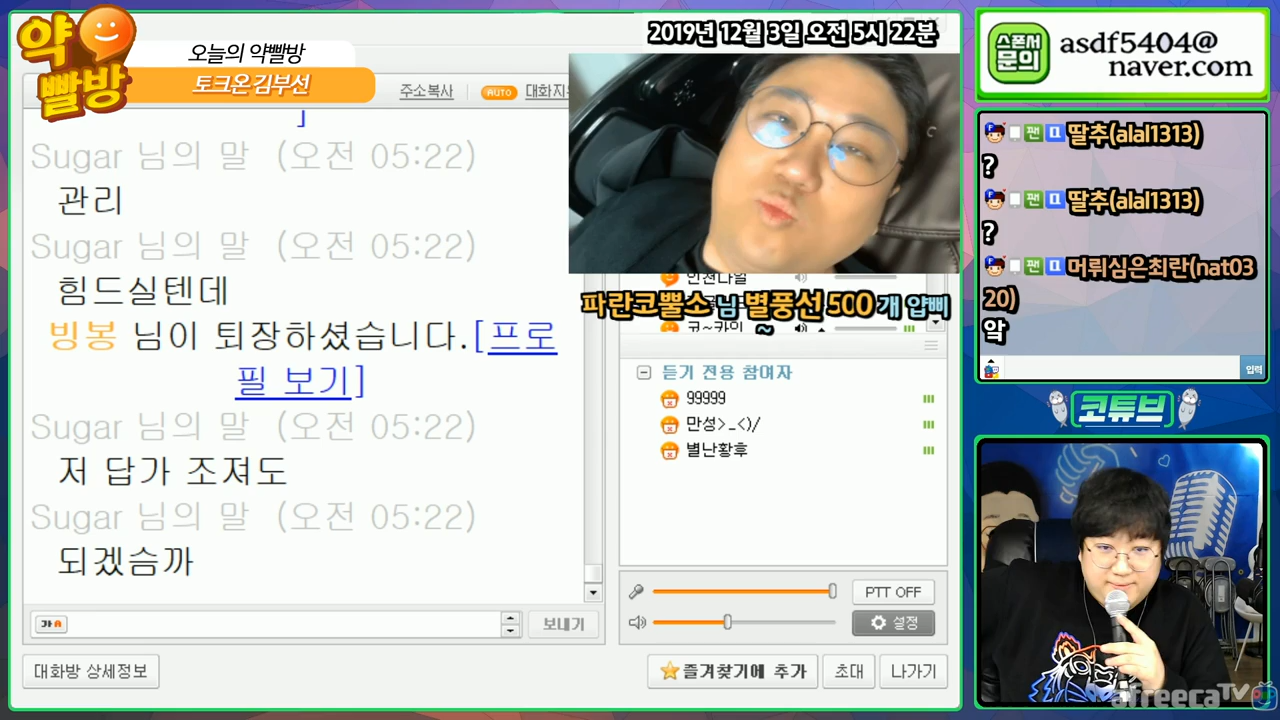 약빨방
오늘의 약빨방
토크온 김부선
2019년 12월 3일 오전 5시 22분
스폰서 문의
asdf5404@
naver.com
주소복사
AUTO
]
Sugar 님의 말 (오전 05:22)
관리
Sugar 님의 말 (오전 05:22)
힘드실텐데
빙봉 님이 퇴장하셨습니다.[프로
필 보기]
Sugar 님의 말 (오전 05:22)
저 답가 조져도
Sugar 님의 말 (오전 05:22)
되겠슴까
가
보내기
대화방 상세정보
파란코뿔소 님 별풍선 500 개 얍삐
~
듣기 전용 참여자
99999
만성>_<)/
별난황후
PTT OFF
설정
즐겨찾기에 추가
초대
나가기
팬 딸추(alal1313)
?
팬 딸추(alal1313)
?
팬 머뤼심은최란(nat03
20)
악
입력
코튜브
afreecaTV